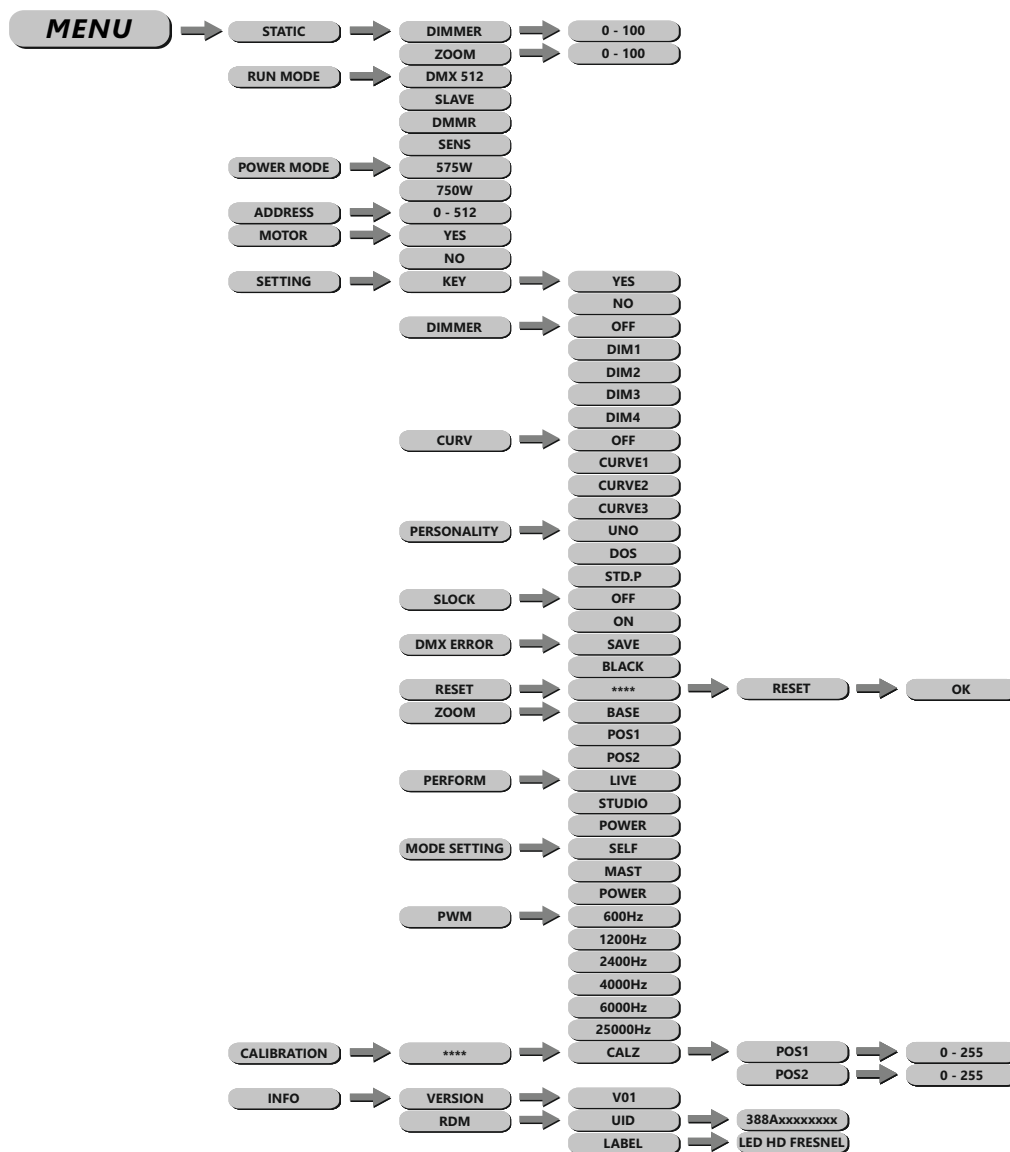 MENU STATIC DIMMER 0 - 100
ZOOM 0 - 100
RUN MODE DMX 512
SLAVE
DMMR
SENS
POWER MODE 575W
750W
ADDRESS 0 - 512
MOTOR YES
NO
SETTING KEY YES
NO
DIMMER OFF
DIM1
DIM2
DIM3
DIM4
CURV OFF
CURVE1
CURVE2
CURVE3
PERSONALITY UNO
DOS
STD.P
SLOCK OFF
ON
DMX ERROR SAVE
BLACK
RESET **** RESET OK
ZOOM BASE
POS1
POS2
PERFORM LIVE
STUDIO
POWER
MODE SETTING SELF
MAST
POWER
PWM 600Hz
1200Hz
2400Hz
4000Hz
6000Hz
25000Hz
CALIBRATION **** CALZ POS1 0 - 255
POS2 0 - 255
INFO VERSION V01
RDM UID 388Axxxxxxxx
LABEL LED HD FRESNEL